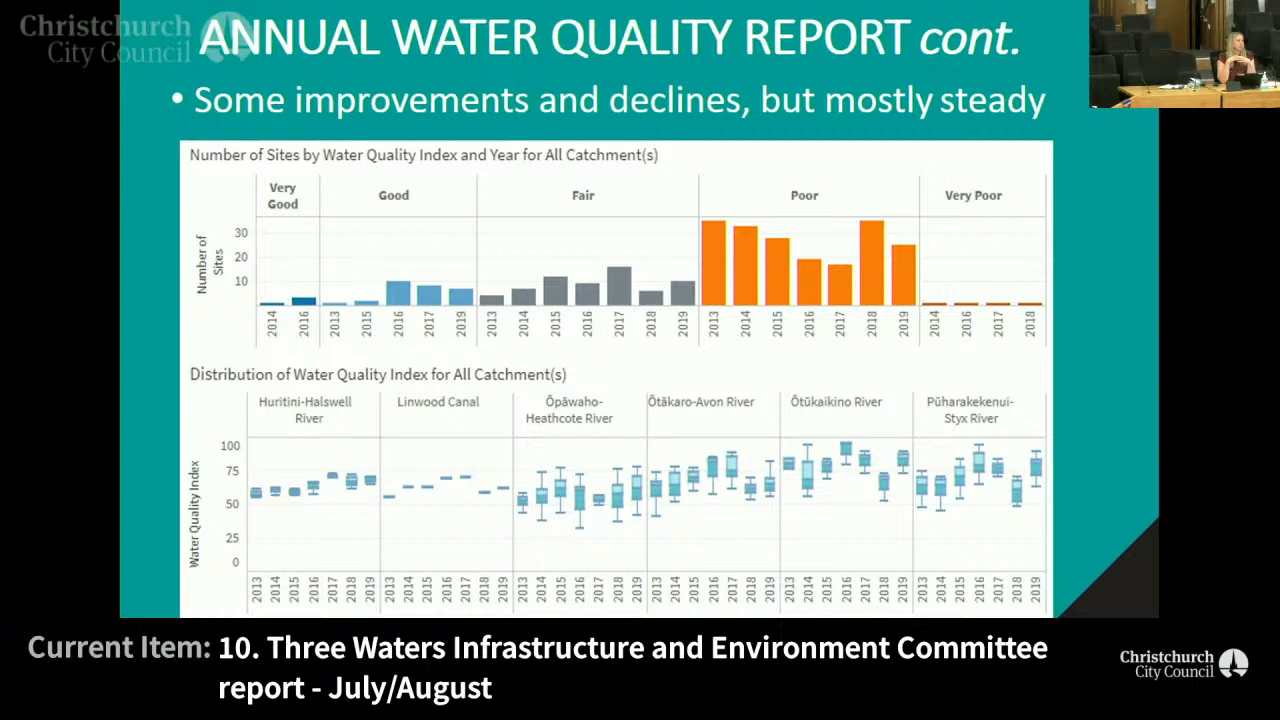 Christchurch
City Council
ANNUAL WATER QUALITY REPORT cont.
• Some improvements and declines, but mostly steady
Number of Sites by Water Quality Index and Year for All Catchment(s)
Very
Good
Good
Fair
Poor
Very Poor
Number of
Sites
30
20
10
2014 2016 2013 2015 2016 2017 2019 2013 2014 2015 2016 2017 2018 2019 2013 2014 2015 2016 2017 2018 2019 2014 2016 2017 2018
Distribution of Water Quality Index for All Catchment(s)
Huritini-Halswell
River
Linwood Canal
Ōpāwaho-
Heathcote River
Ōtākaro-Avon River
Ōtūkaikino River
Pūharakekenui-
Styx River
Water Quality Index
100
75
50
25
0
2013 2014 2015 2016 2017 2018 2019 2013 2014 2015 2016 2017 2018 2019 2013 2014 2015 2016 2017 2018 2019 2013 2014 2015 2016 2017 2018 2019 2013 2014 2015 2016 2017 2018 2019 2013 2014 2015 2016 2017 2018 2019
Current Item: 10. Three Waters Infrastructure and Environment Committee
report - July/August
Christchurch
City Council